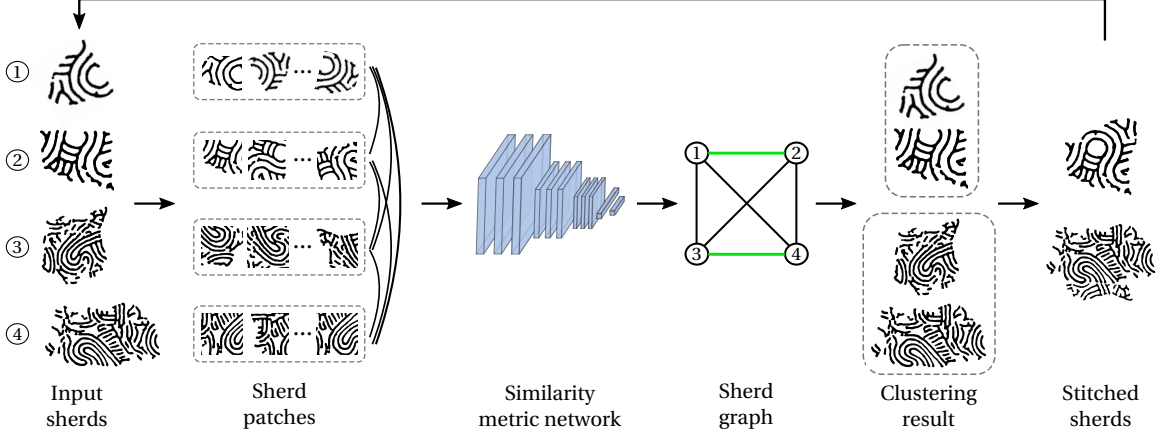 ①
②
③
④
...
...
...
...
① ②
③ ④
Input
sherds
Sherd
patches
Similarity
metric network
Sherd
graph
Clustering
result
Stitched
sherds